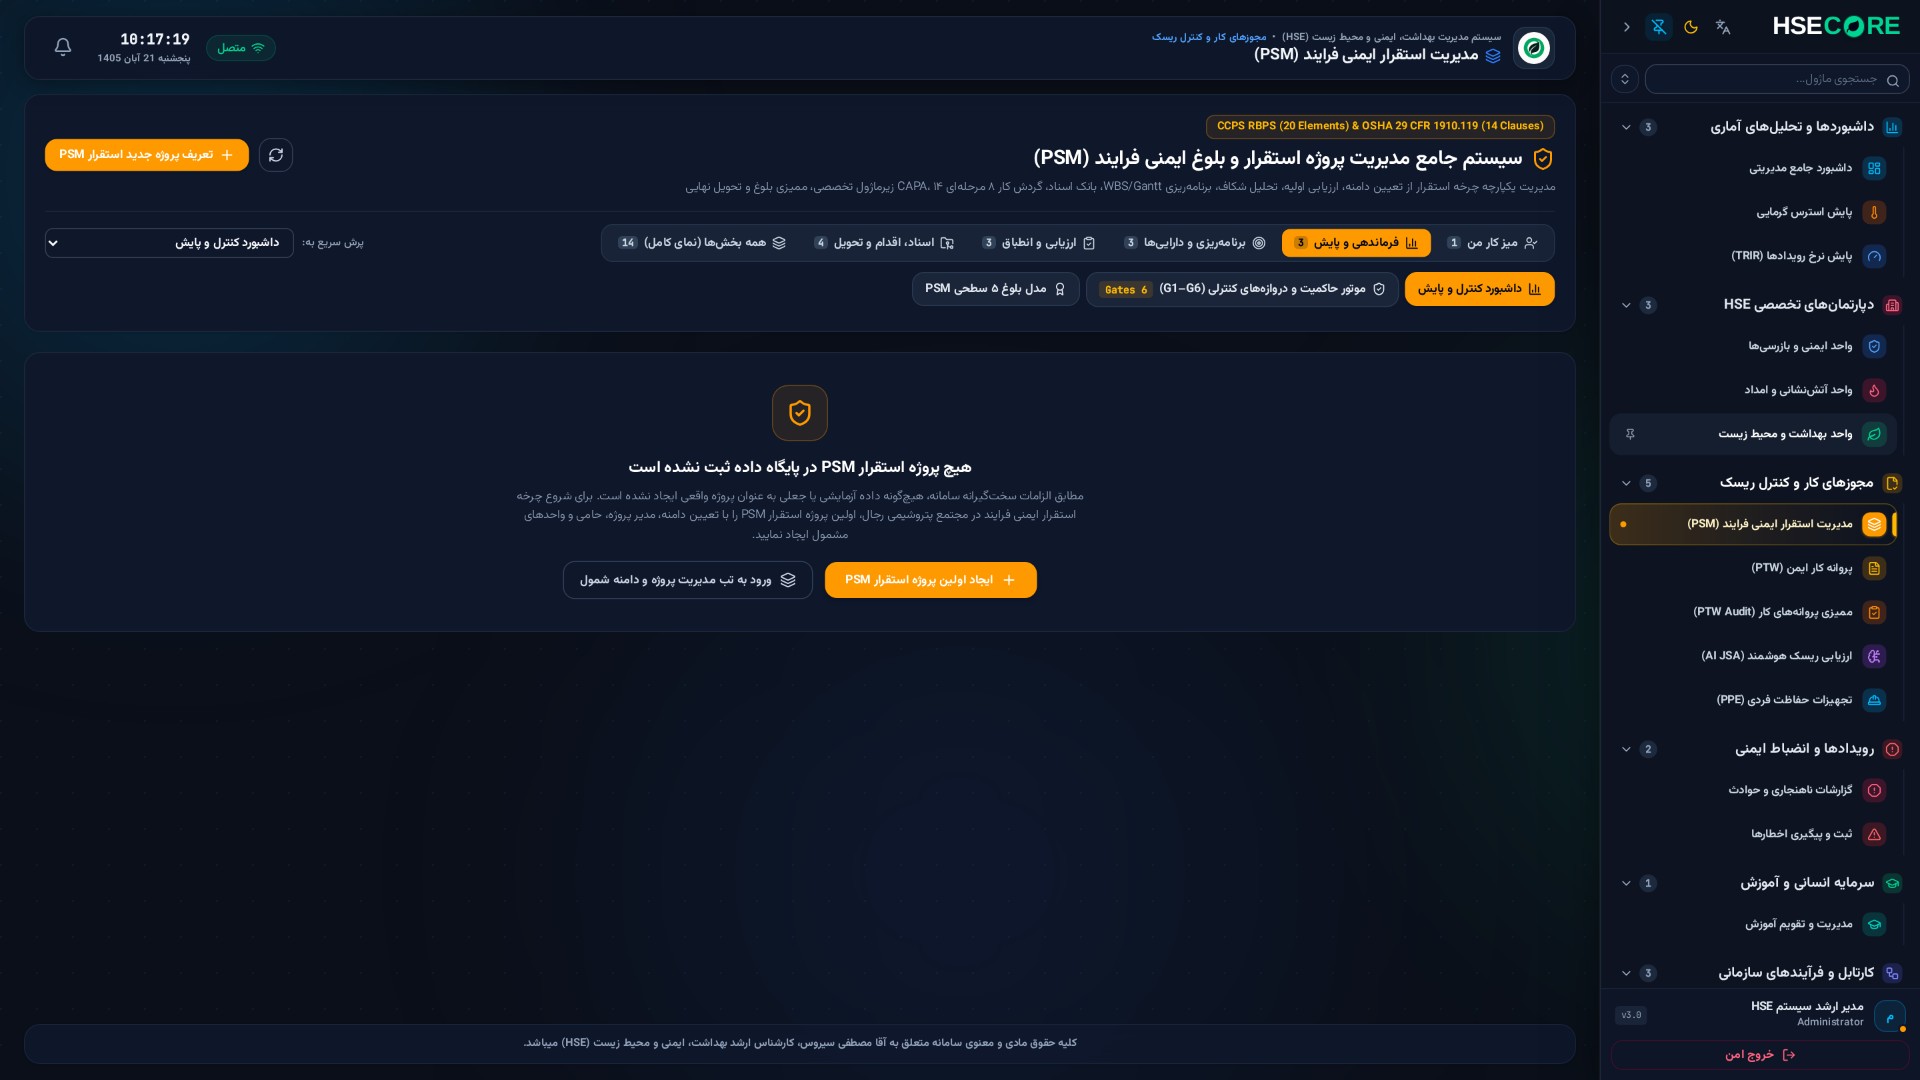 HSECORE
جستجوی ماژول...
داشبوردها و تحلیل‌های آماری 3
داشبورد جامع مدیریتی
پایش استرس گرمایی
پایش نرخ رویدادها (TRIR)
دپارتمان‌های تخصصی HSE 3
واحد ایمنی و بازرسی‌ها
واحد آتش‌نشانی و امداد
واحد بهداشت و محیط زیست
مجوزهای کار و کنترل ریسک 5
مدیریت استقرار ایمنی فرایند (PSM)
پروانه کار ایمن (PTW)
ممیزی پروانه‌های کار (PTW Audit)
ارزیابی ریسک هوشمند (AI JSA)
تجهیزات حفاظت فردی (PPE)
رویدادها و انضباط ایمنی 2
گزارشات ناهنجاری و حوادث
ثبت و پیگیری اخطارها
سرمایه انسانی و آموزش 1
مدیریت و تقویم آموزش
کارتابل و فرآیندهای سازمانی 3
م
مدیر ارشد سیستم HSE
Administrator
v3.0
خروج امن
سیستم مدیریت بهداشت، ایمنی و محیط زیست (HSE) • مجوزهای کار و کنترل ریسک
مدیریت استقرار ایمنی فرایند (PSM)
متصل
10:17:19
پنجشنبه 21 آبان 1405
CCPS RBPS (20 Elements) & OSHA 29 CFR 1910.119 (14 Clauses)
سیستم جامع مدیریت پروژه استقرار و بلوغ ایمنی فرایند (PSM)
مدیریت یکپارچه چرخه استقرار از تعیین دامنه، ارزیابی اولیه، تحلیل شکاف، برنامه‌ریزی WBS/Gantt، بانک اسناد، گردش کار ۸ مرحله‌ای CAPA، ۱۴ زیرماژول تخصصی، ممیزی بلوغ و تحویل نهایی
تعریف پروژه جدید استقرار PSM
میز کار من 1
فرماندهی و پایش 3
برنامه‌ریزی و دارایی‌ها 3
ارزیابی و انطباق 3
اسناد، اقدام و تحویل 4
همه بخش‌ها (نمای کامل) 14
پرش سریع به:
داشبورد کنترل و پایش
داشبورد کنترل و پایش
موتور حاکمیت و دروازه‌های کنترلی (G1–G6) 6 Gates
مدل بلوغ ۵ سطحی PSM
هیچ پروژه استقرار PSM در پایگاه داده ثبت نشده است
مطابق الزامات سخت‌گیرانه سامانه، هیچ‌گونه داده آزمایشی یا جعلی به عنوان پروژه واقعی ایجاد نشده است. برای شروع چرخه
استقرار ایمنی فرایند در مجتمع پتروشیمی رجال، اولین پروژه استقرار PSM را با تعیین دامنه، مدیر پروژه، حامی و واحدهای
مشمول ایجاد نمایید.
ایجاد اولین پروژه استقرار PSM
ورود به تب مدیریت پروژه و دامنه شمول
کلیه حقوق مادی و معنوی سامانه متعلق به آقا مصطفی سیروس، کارشناس ارشد بهداشت، ایمنی و محیط زیست (HSE) میباشد.